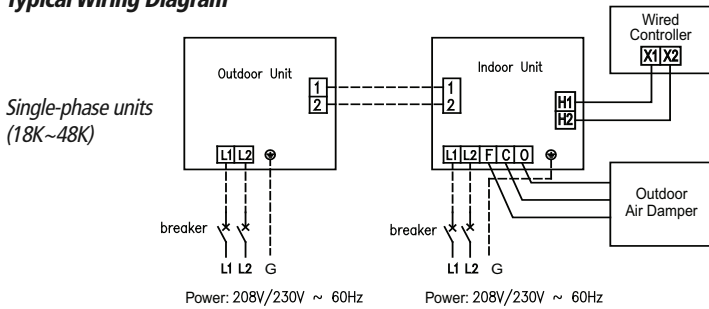 Typical Wiring Diagram
Single-phase units
(18K~48K)
Outdoor Unit
1
2
L1 L2
breaker
L1 L2 G
Power: 208V/230V ~ 60Hz
Indoor Unit
1
2
H1
H2
L1 L2 F C O
breaker
L1 L2 G
Power: 208V/230V ~ 60Hz
Wired
Controller
X1 X2
Outdoor
Air Damper